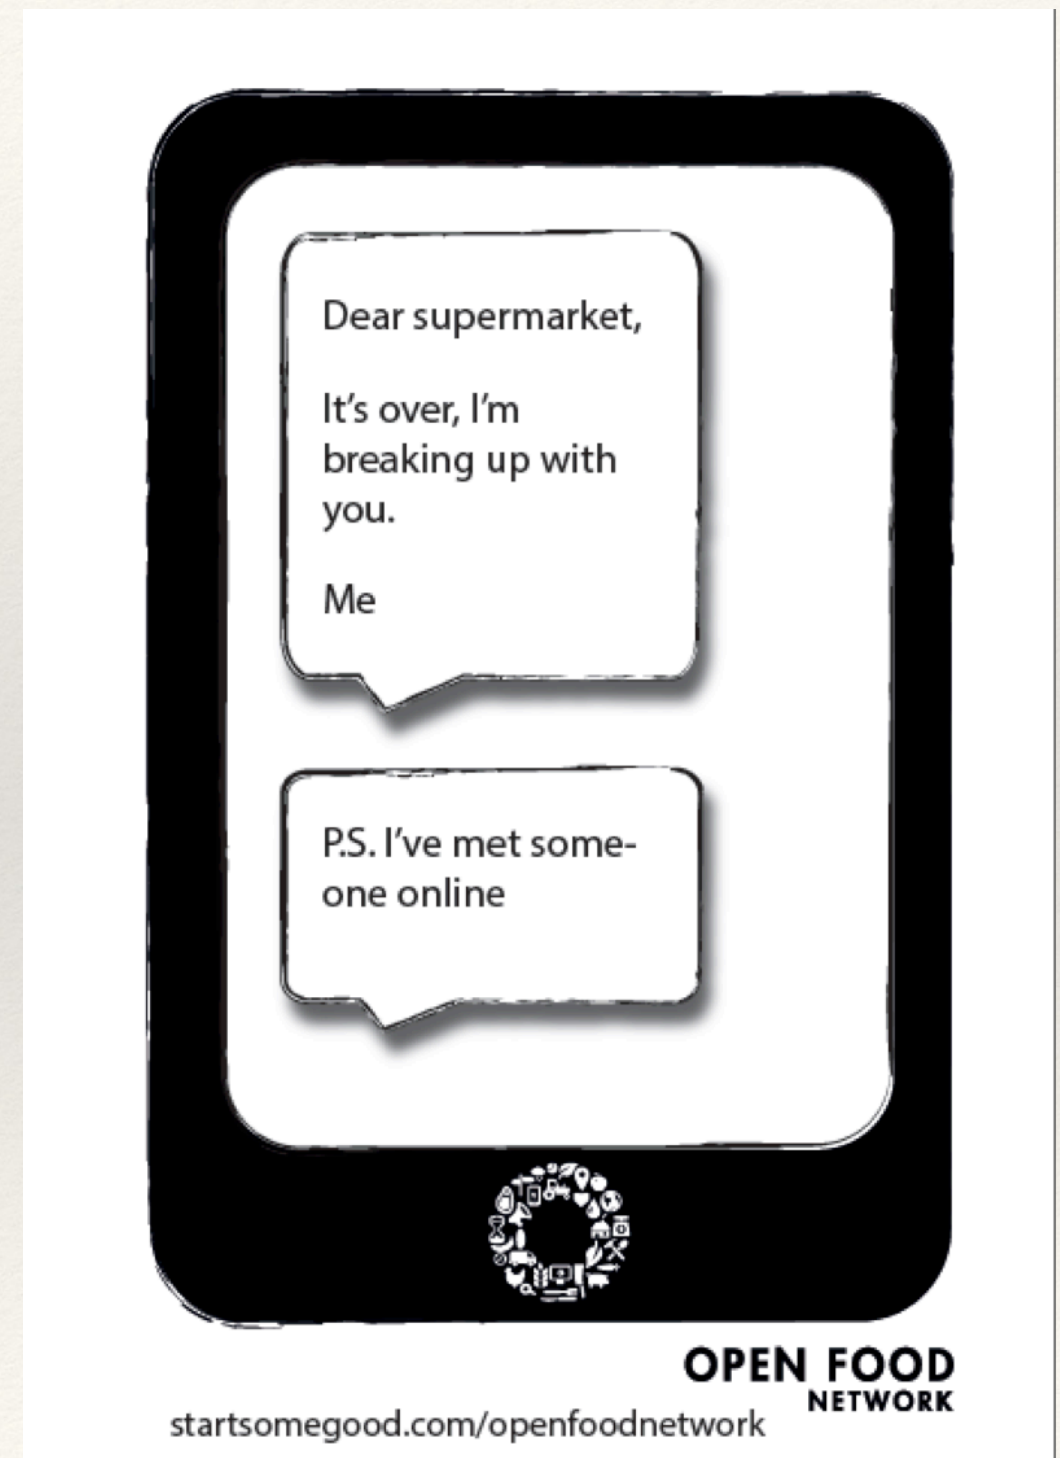 Dear supermarket,
It's over, I'm
breaking up with
you.
Me
P.S. I've met some-
one online
OPEN FOOD
NETWORK
startsomegood.com/openfoodnetwork